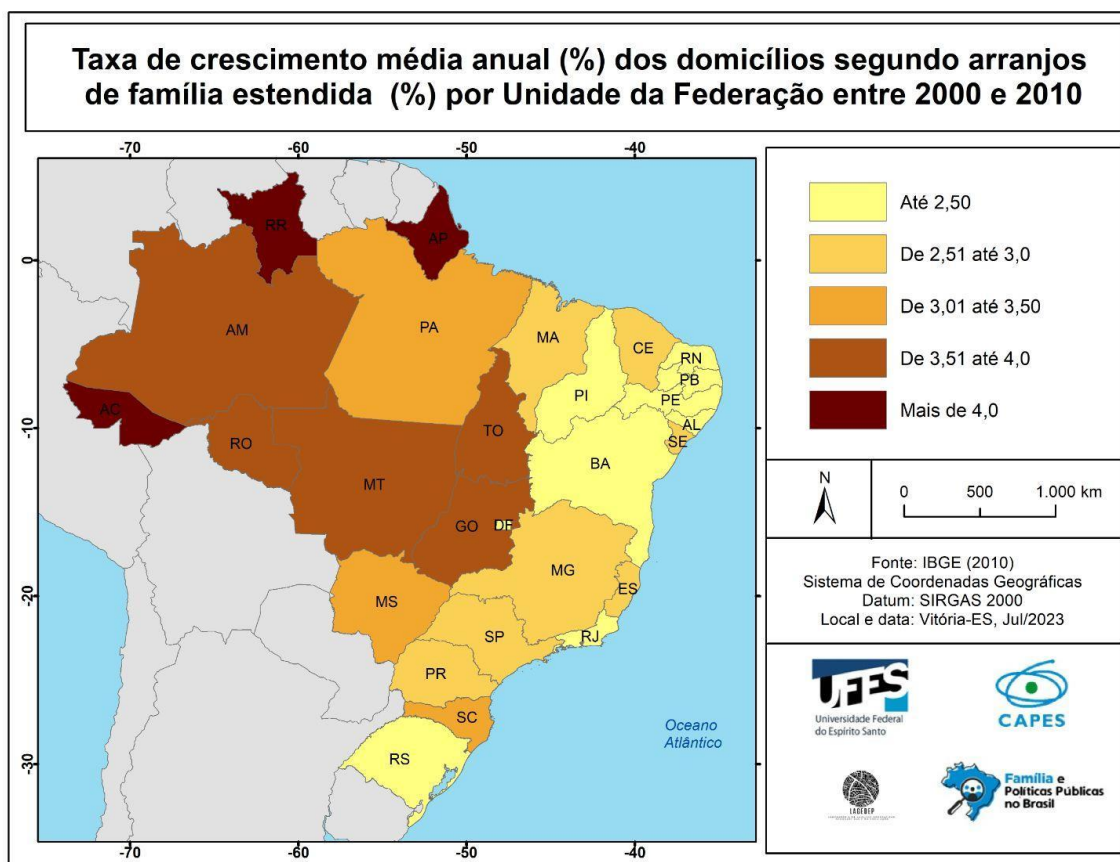 Taxa de crescimento média anual (%) dos domicílios segundo arranjos
de família estendida (%) por Unidade da Federação entre 2000 e 2010
-70
-60
-50
-40
0
-10
-20
-30
-70
-60
-50
-40
RR
AP
AM
PA
MA
CE
RN
PB
PI
PE
AL
SE
AC
RO
TO
BA
MT
GO
DF
MG
ES
MS
SP
RJ
PR
SC
RS
Oceano
Atlântico
Até 2,50
De 2,51 até 3,0
De 3,01 até 3,50
De 3,51 até 4,0
Mais de 4,0
N
0 500 1.000 km
Fonte: IBGE (2010)
Sistema de Coordenadas Geográficas
Datum: SIRGAS 2000
Local e data: Vitória-ES, Jul/2023
UFES
Universidade Federal
do Espírito Santo
CAPES
LAGEBEP
Família e
Políticas Públicas
no Brasil